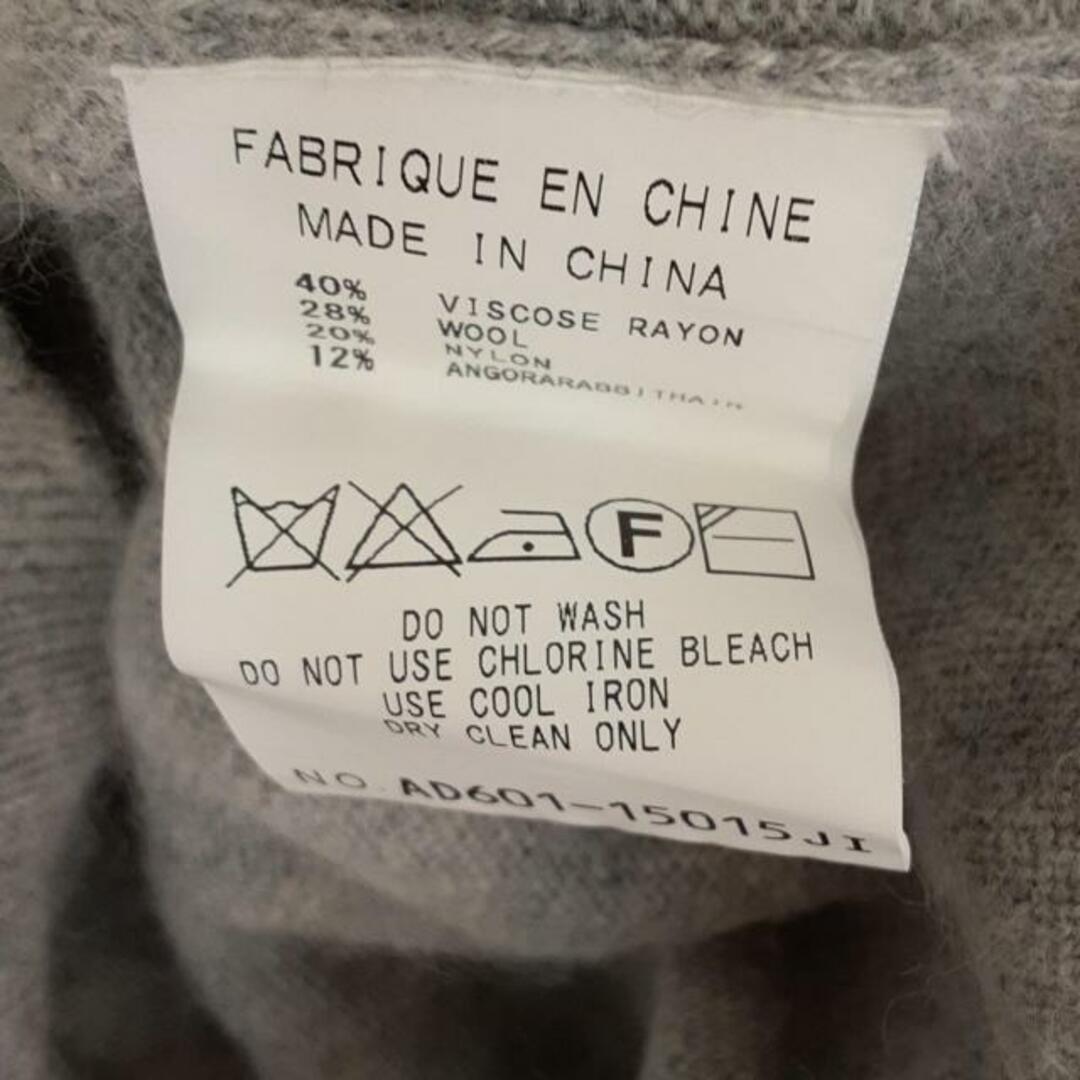 FABRIQUE EN CHINE
MADE IN CHINA
40% VISCOSE RAYON
28% WOOL
20% NYLON
12% ANGORARABBITHAIR
F
DO NOT WASH
DO NOT USE CHLORINE BLEACH
USE COOL IRON
DRY CLEAN ONLY
NO. AD601-15015JI